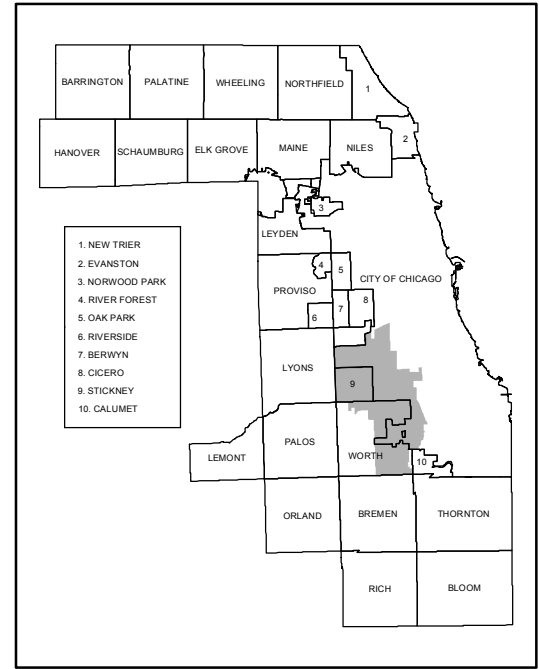 BARRINGTON PALATINE WHEELING NORTHFIELD 1
2
HANOVER SCHAUMBURG ELK GROVE MAINE NILES
3
LEYDEN
1. NEW TRIER
2. EVANSTON
3. NORWOOD PARK
4. RIVER FOREST
5. OAK PARK
6. RIVERSIDE
7. BERWYN
8. CICERO
9. STICKNEY
10. CALUMET
4 5 CITY OF CHICAGO
PROVISO 8
6 7
LYONS
9
PALOS
LEMONT WORTH 10
ORLAND BREMEN THORNTON
RICH BLOOM